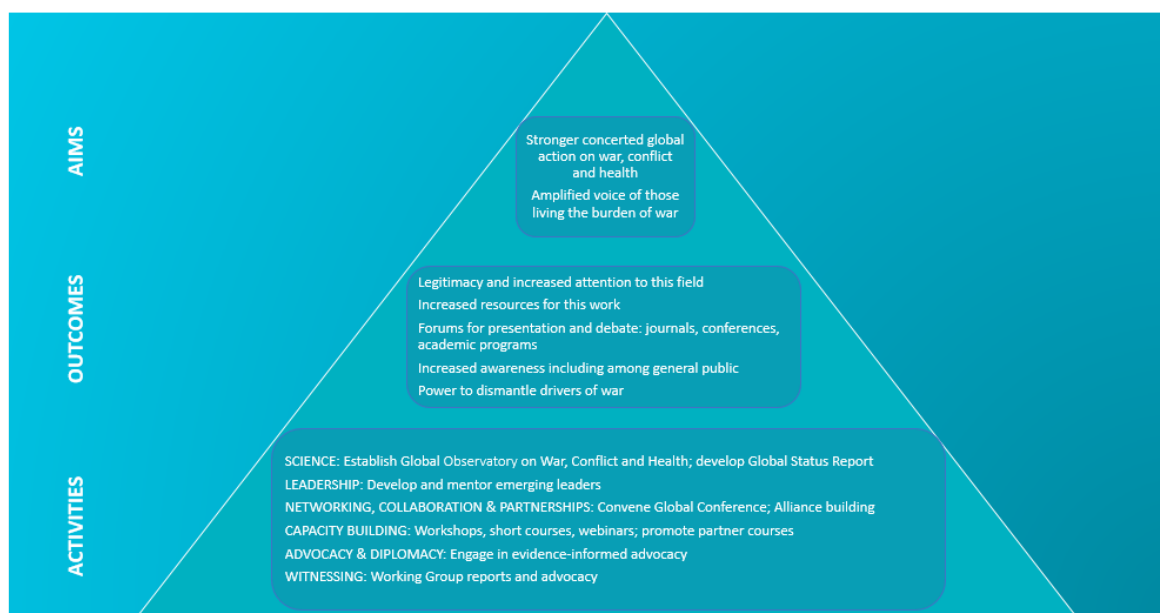 AIMS
Stronger concerted global
action on war, conflict
and health
Amplified voice of those
living the burden of war
OUTCOMES
Legitimacy and increased attention to this field
Increased resources for this work
Forums for presentation and debate: journals, conferences,
academic programs
Increased awareness including among general public
Power to dismantle drivers of war
ACTIVITIES
SCIENCE: Establish Global Observatory on War, Conflict and Health; develop Global Status Report
LEADERSHIP: Develop and mentor emerging leaders
NETWORKING, COLLABORATION & PARTNERSHIPS: Convene Global Conference; Alliance building
CAPACITY BUILDING: Workshops, short courses, webinars; promote partner courses
ADVOCACY & DIPLOMACY: Engage in evidence-informed advocacy
WITNESSING: Working Group reports and advocacy